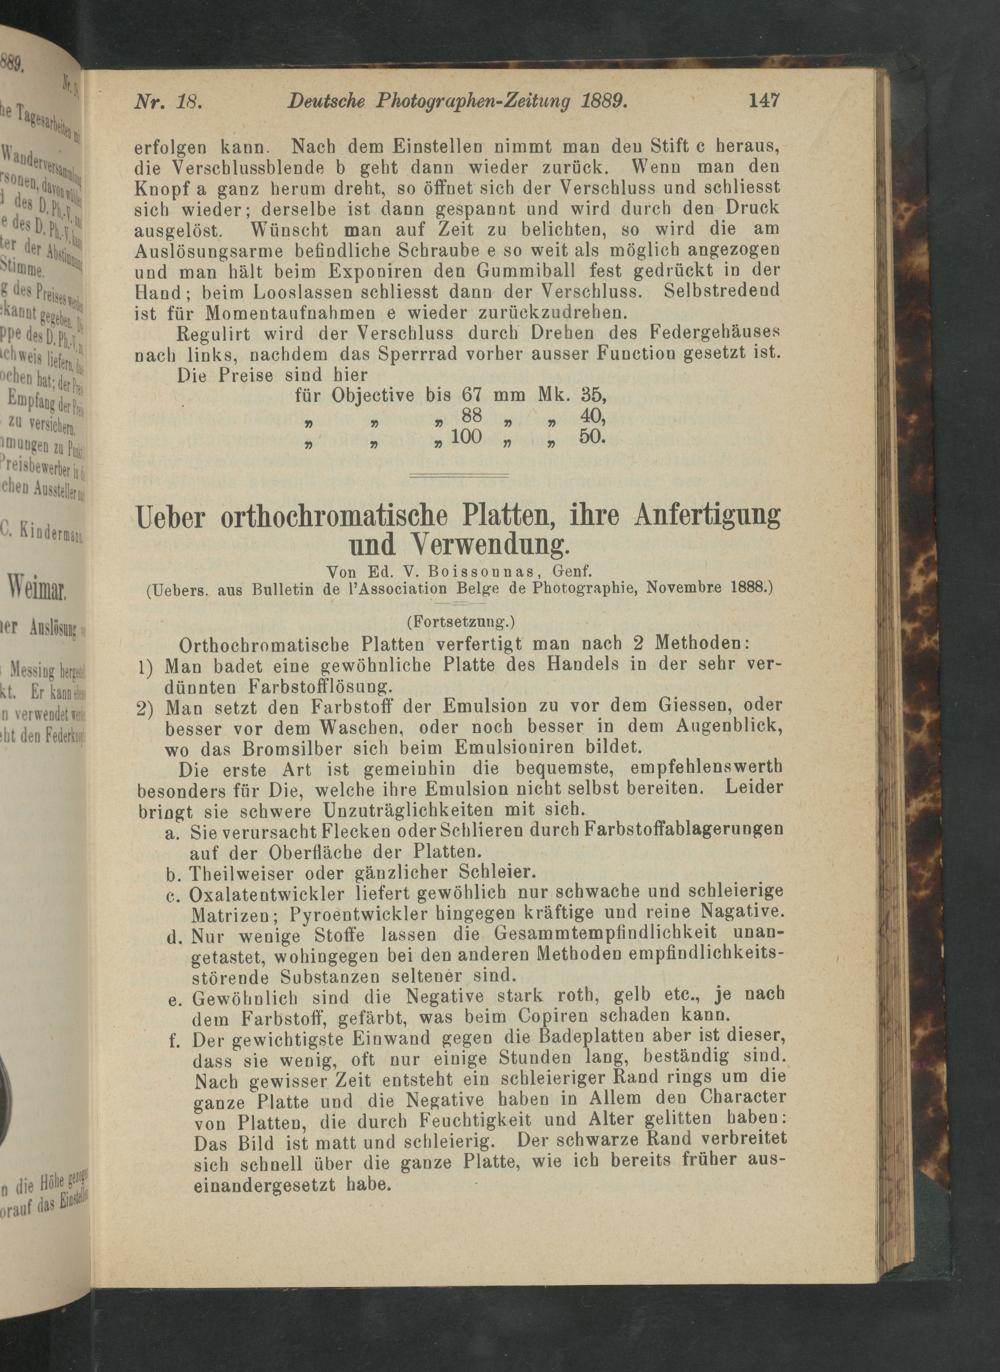 Nr. 18. Deutsche Photographen-Zeitung 1889. 147
erfolgen kann. Nach dem Einstellen nimmt man den Stift c heraus,
die Verschlussblende b geht dann wieder zurück. Wenn man den
Knopf a ganz herum dreht, so öffnet sich der Verschluss und schliesst
sich wieder; derselbe ist dann gespannt und wird durch den Druck
ausgelöst. Wünscht man auf Zeit zu belichten, so wird die am
Auslösungsarme befindliche Schraube e so weit als möglich angezogen
und man hält beim Exponiren den Gummiball fest gedrückt in der
Hand; beim Looslassen schliesst dann der Verschluss. Selbstredend
ist für Momentaufnahmen e wieder zurückzudrehen.
Regulirt wird der Verschluss durch Drehen des Federgehäuses
nach links, nachdem das Sperrrad vorher ausser Function gesetzt ist.
Die Preise sind hier
für Objective bis 67 mm Mk. 35,
„ „ „ 88 „ „ 40,
„ „ „ 100 „ „ 50.
Ueber orthochromatische Platten, ihre Anfertigung
und Verwendung.
Von Ed. V. Boissonnas, Genf.
(Uebers. aus Bulletin de l'Association Belge de Photographie, Novembre 1888.)
(Fortsetzung.)
Orthochromatische Platten verfertigt man nach 2 Methoden:
1) Man badet eine gewöhnliche Platte des Handels in der sehr ver-
dünnten Farbstofflösung.
2) Man setzt den Farbstoff der Emulsion zu vor dem Giessen, oder
besser vor dem Waschen, oder noch besser in dem Augenblick,
wo das Bromsilber sich beim Emulsioniren bildet.
Die erste Art ist gemeinhin die bequemste, empfehlenswerth
besonders für Die, welche ihre Emulsion nicht selbst bereiten. Leider
bringt sie schwere Unzuträglichkeiten mit sich.
a. Sie verursacht Flecken oder Schlieren durch Farbstoffablagerungen
auf der Oberfläche der Platten.
b. Theilweiser oder gänzlicher Schleier.
c. Oxalatentwickler liefert gewöhlich nur schwache und schleierige
Matrizen; Pyroentwickler hingegen kräftige und reine Nagative.
d. Nur wenige Stoffe lassen die Gesammtempfindlichkeit unan-
getastet, wohingegen bei den anderen Methoden empfindlichkeits-
störende Substanzen seltener sind.
e. Gewöhnlich sind die Negative stark roth, gelb etc., je nach
dem Farbstoff, gefärbt, was beim Copiren schaden kann.
f. Der gewichtigste Einwand gegen die Badeplatten aber ist dieser,
dass sie wenig, oft nur einige Stunden lang, beständig sind.
Nach gewisser Zeit entsteht ein schleieriger Rand rings um die
ganze Platte und die Negative haben in Allem den Character
von Platten, die durch Feuchtigkeit und Alter gelitten haben:
Das Bild ist matt und schleierig. Der schwarze Rand verbreitet
sich schnell über die ganze Platte, wie ich bereits früher aus-
einandergesetzt habe.